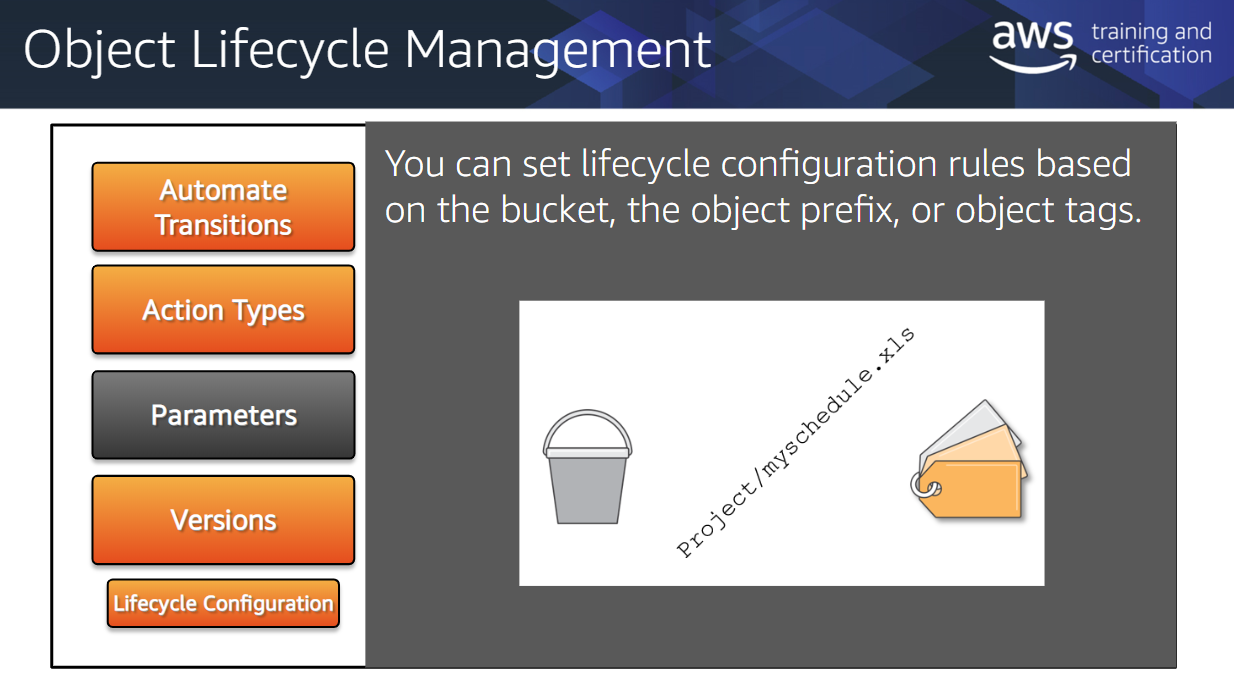 Object Lifecycle Management
aws training and
certification
Automate
Transitions
Action Types
Parameters
Versions
Lifecycle Configuration
You can set lifecycle configuration rules based
on the bucket, the object prefix, or object tags.
Project/myschedule.xls